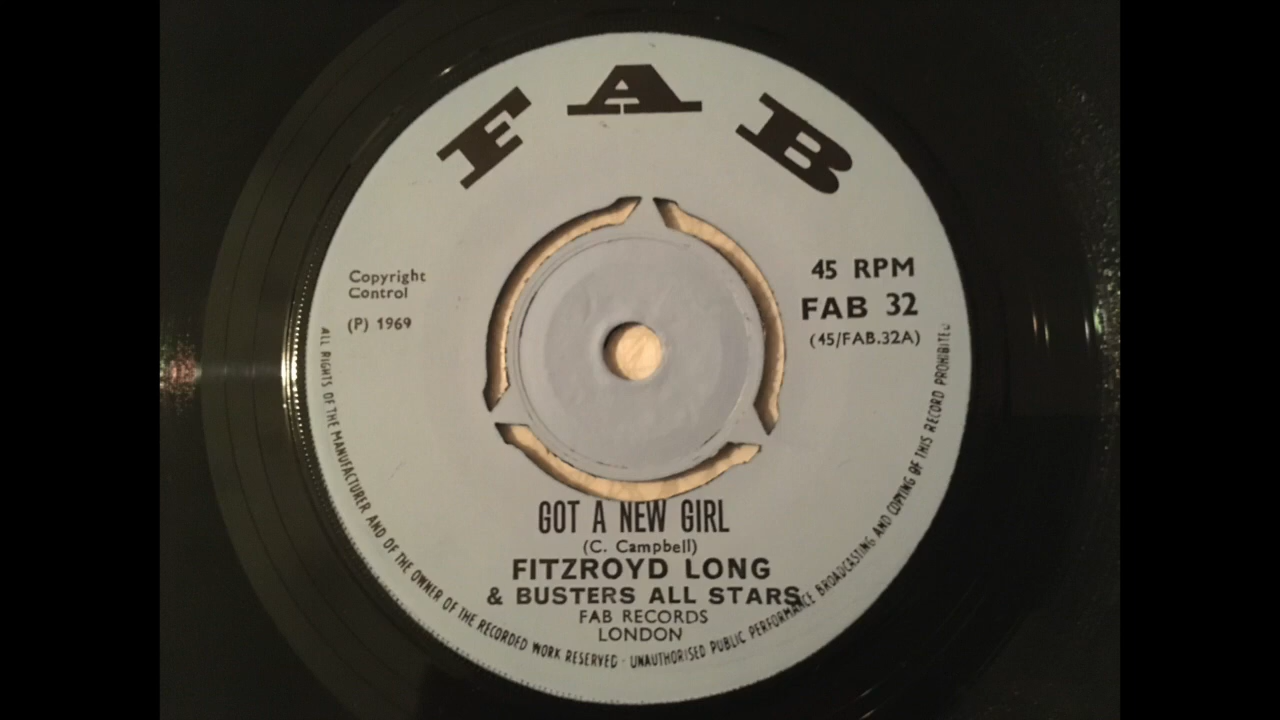 FAB
Copyright
Control
(P) 1969
45 RPM
FAB 32
(45/FAB.32A)
GOT A NEW GIRL
(C. Campbell)
FITZROYD LONG
& BUSTERS ALL STARS
FAB RECORDS
LONDON
ALL RIGHTS OF THE MANUFACTURER AND OF THE OWNER OF THE RECORDED WORK RESERVED · UNAUTHORISED PUBLIC PERFORMANCE BROADCASTING AND COPYING OF THIS RECORD PROHIBITED